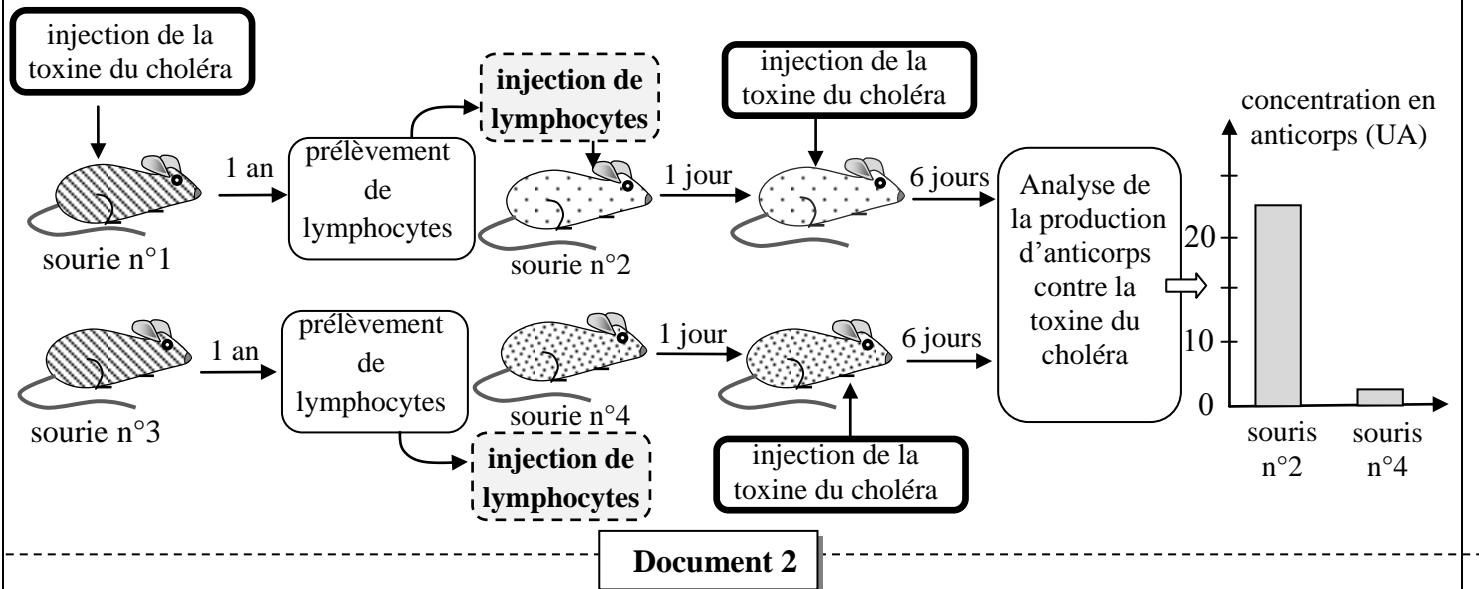 injection de la
toxine du choléra
1 an
prélèvement
de
lymphocytes
injection de
lymphocytes
1 jour
injection de la
toxine du choléra
6 jours
Analyse de
la production
d'anticorps
contre la
toxine du
choléra
concentration en
anticorps (UA)
20
10
0
souris
n°2
souris
n°4
sourie n°1
sourie n°2
1 an
prélèvement
de
lymphocytes
1 jour
6 jours
sourie n°3
sourie n°4
injection de
lymphocytes
injection de la
toxine du choléra
Document 2